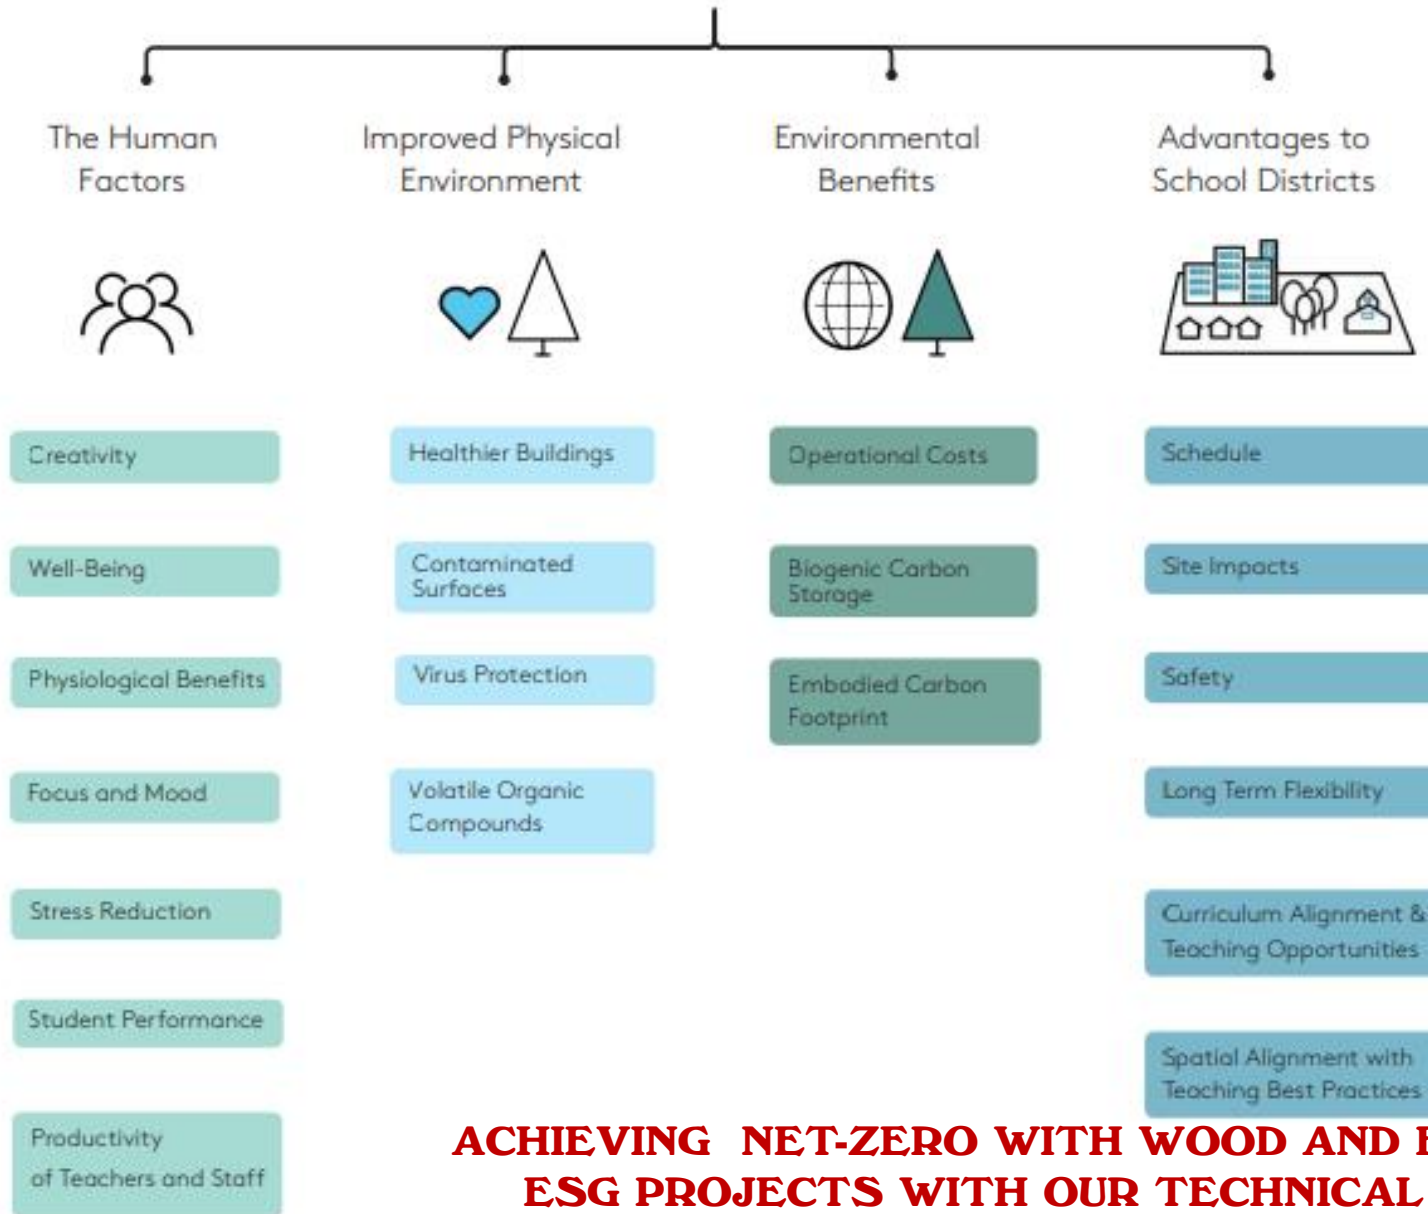 The Human
Factors
Improved Physical
Environment
Environmental
Benefits
Advantages to
School Districts
Creativity
Well-Being
Physiological Benefits
Focus and Mood
Stress Reduction
Student Performance
Productivity
of Teachers and Staff
Healthier Buildings
Contaminated
Surfaces
Virus Protection
Volatile Organic
Compounds
Operational Costs
Biogenic Carbon
Storage
Embodied Carbon
Footprint
Schedule
Site Impacts
Safety
Long Term Flexibility
Curriculum Alignment &
Teaching Opportunities
Spatial Alignment with
Teaching Best Practices
ACHIEVING NET-ZERO WITH WOOD AND
ESG PROJECTS WITH OUR TECHNICAL